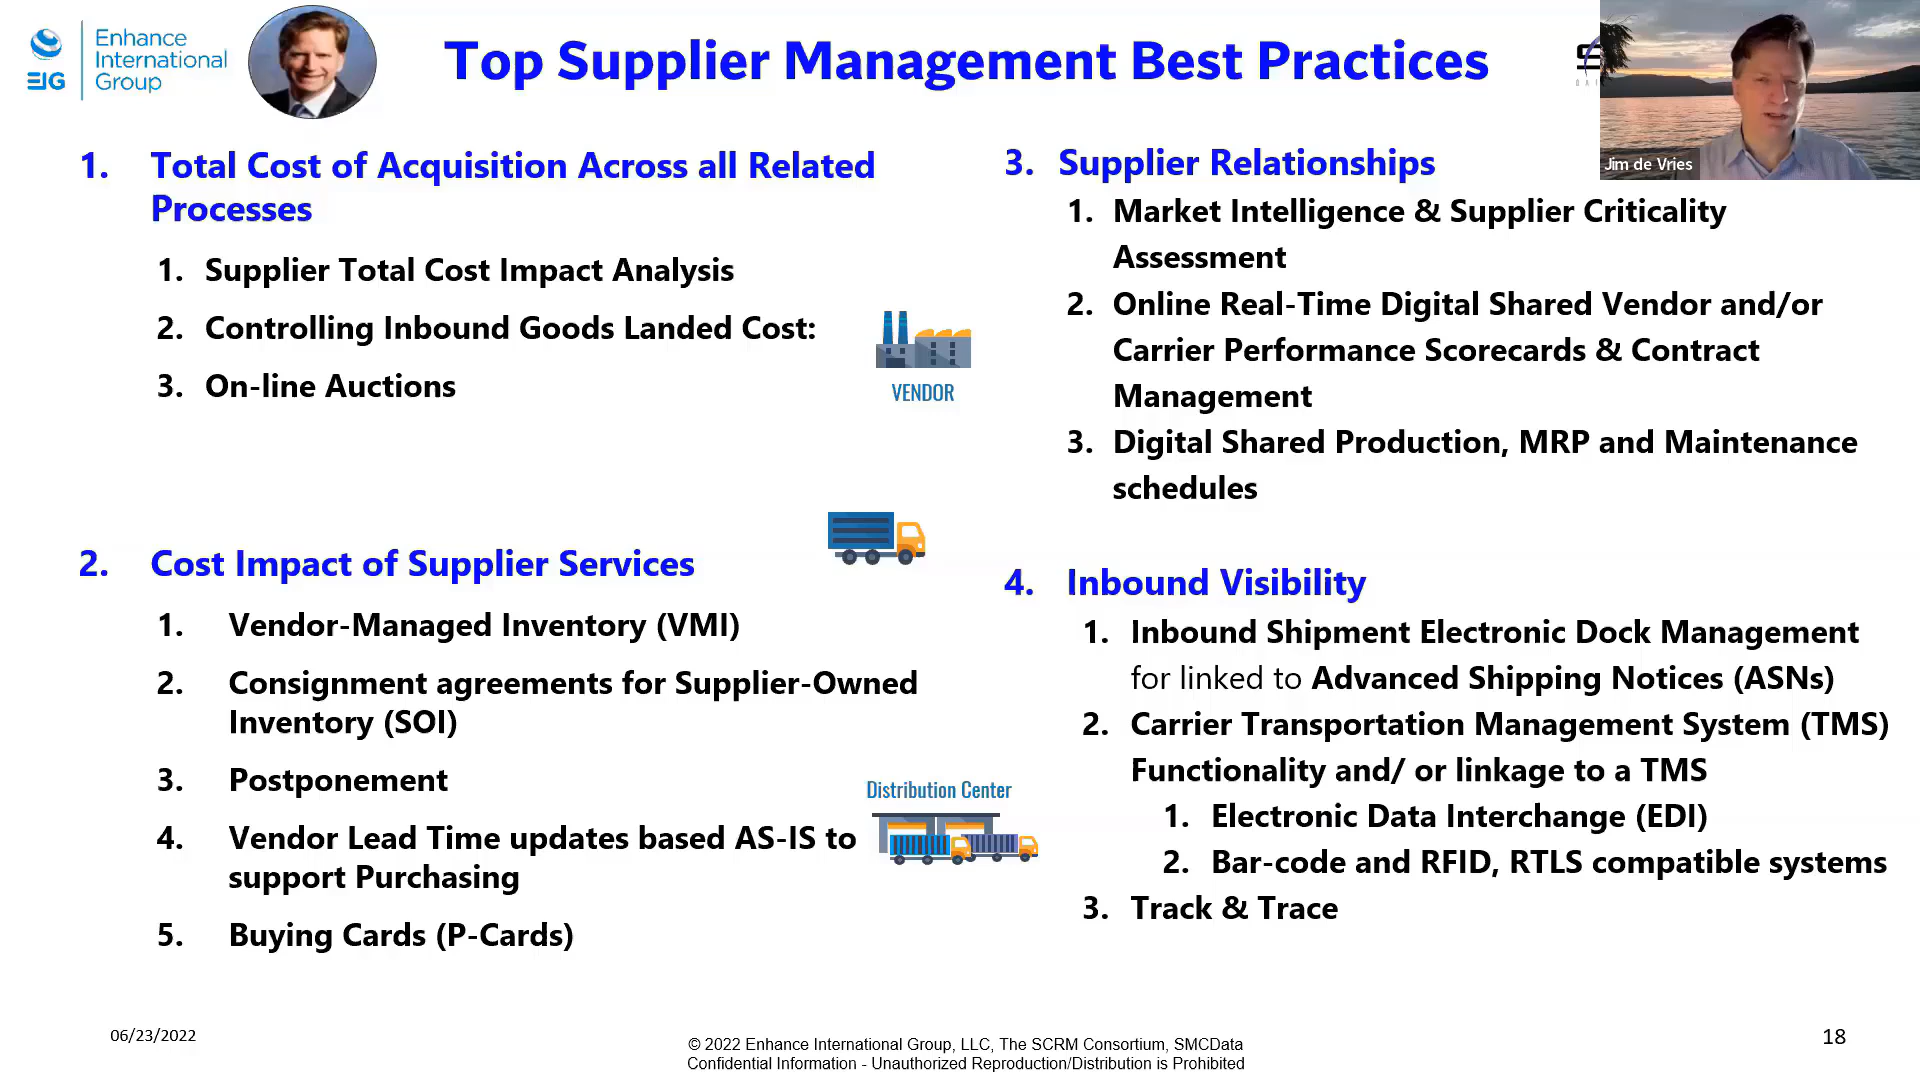 Enhance
International
Group
EIG
Top Supplier Management Best Practices
Jim de Vries
1. Total Cost of Acquisition Across all Related
Processes
1. Supplier Total Cost Impact Analysis
2. Controlling Inbound Goods Landed Cost:
3. On-line Auctions
VENDOR
2. Cost Impact of Supplier Services
1. Vendor-Managed Inventory (VMI)
2. Consignment agreements for Supplier-Owned
Inventory (SOI)
3. Postponement
4. Vendor Lead Time updates based AS-IS to
support Purchasing
5. Buying Cards (P-Cards)
Distribution Center
3. Supplier Relationships
1. Market Intelligence & Supplier Criticality
Assessment
2. Online Real-Time Digital Shared Vendor and/or
Carrier Performance Scorecards & Contract
Management
3. Digital Shared Production, MRP and Maintenance
schedules
4. Inbound Visibility
1. Inbound Shipment Electronic Dock Management
for linked to Advanced Shipping Notices (ASNs)
2. Carrier Transportation Management System (TMS)
Functionality and/ or linkage to a TMS
1. Electronic Data Interchange (EDI)
2. Bar-code and RFID, RTLS compatible systems
3. Track & Trace
06/23/2022
© 2022 Enhance International Group, LLC, The SCRM Consortium, SMCData
Confidential Information - Unauthorized Reproduction/Distribution is Prohibited
18